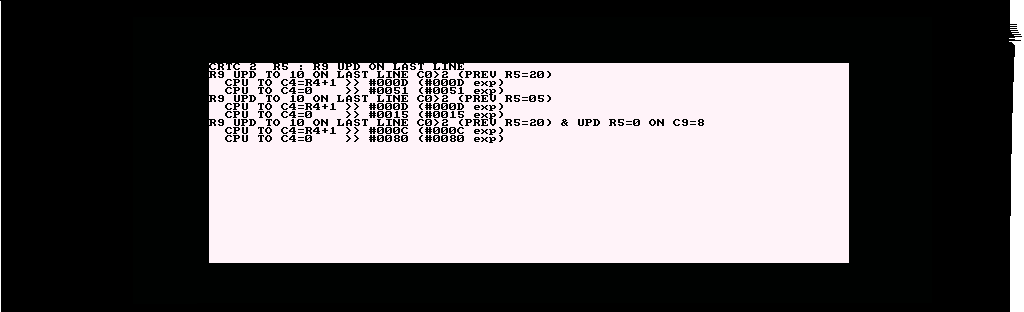 CRTC 2  R5 : R9 UPD ON LAST LINE
R9 UPD TO 10 ON LAST LINE C0>2 (PREV R5=20)
  CPU TO C4=R4+1 >> #000D (#000D exp)
  CPU TO C4=0    >> #0051 (#0051 exp)
R9 UPD TO 10 ON LAST LINE C0>2 (PREV R5=05)
  CPU TO C4=R4+1 >> #000D (#000D exp)
  CPU TO C4=0    >> #0015 (#0015 exp)
R9 UPD TO 10 ON LAST LINE C0>2 (PREV R5=20) & UPD R5=0 ON C9=8
  CPU TO C4=R4+1 >> #000C (#000C exp)
  CPU TO C4=0    >> #0080 (#0080 exp)